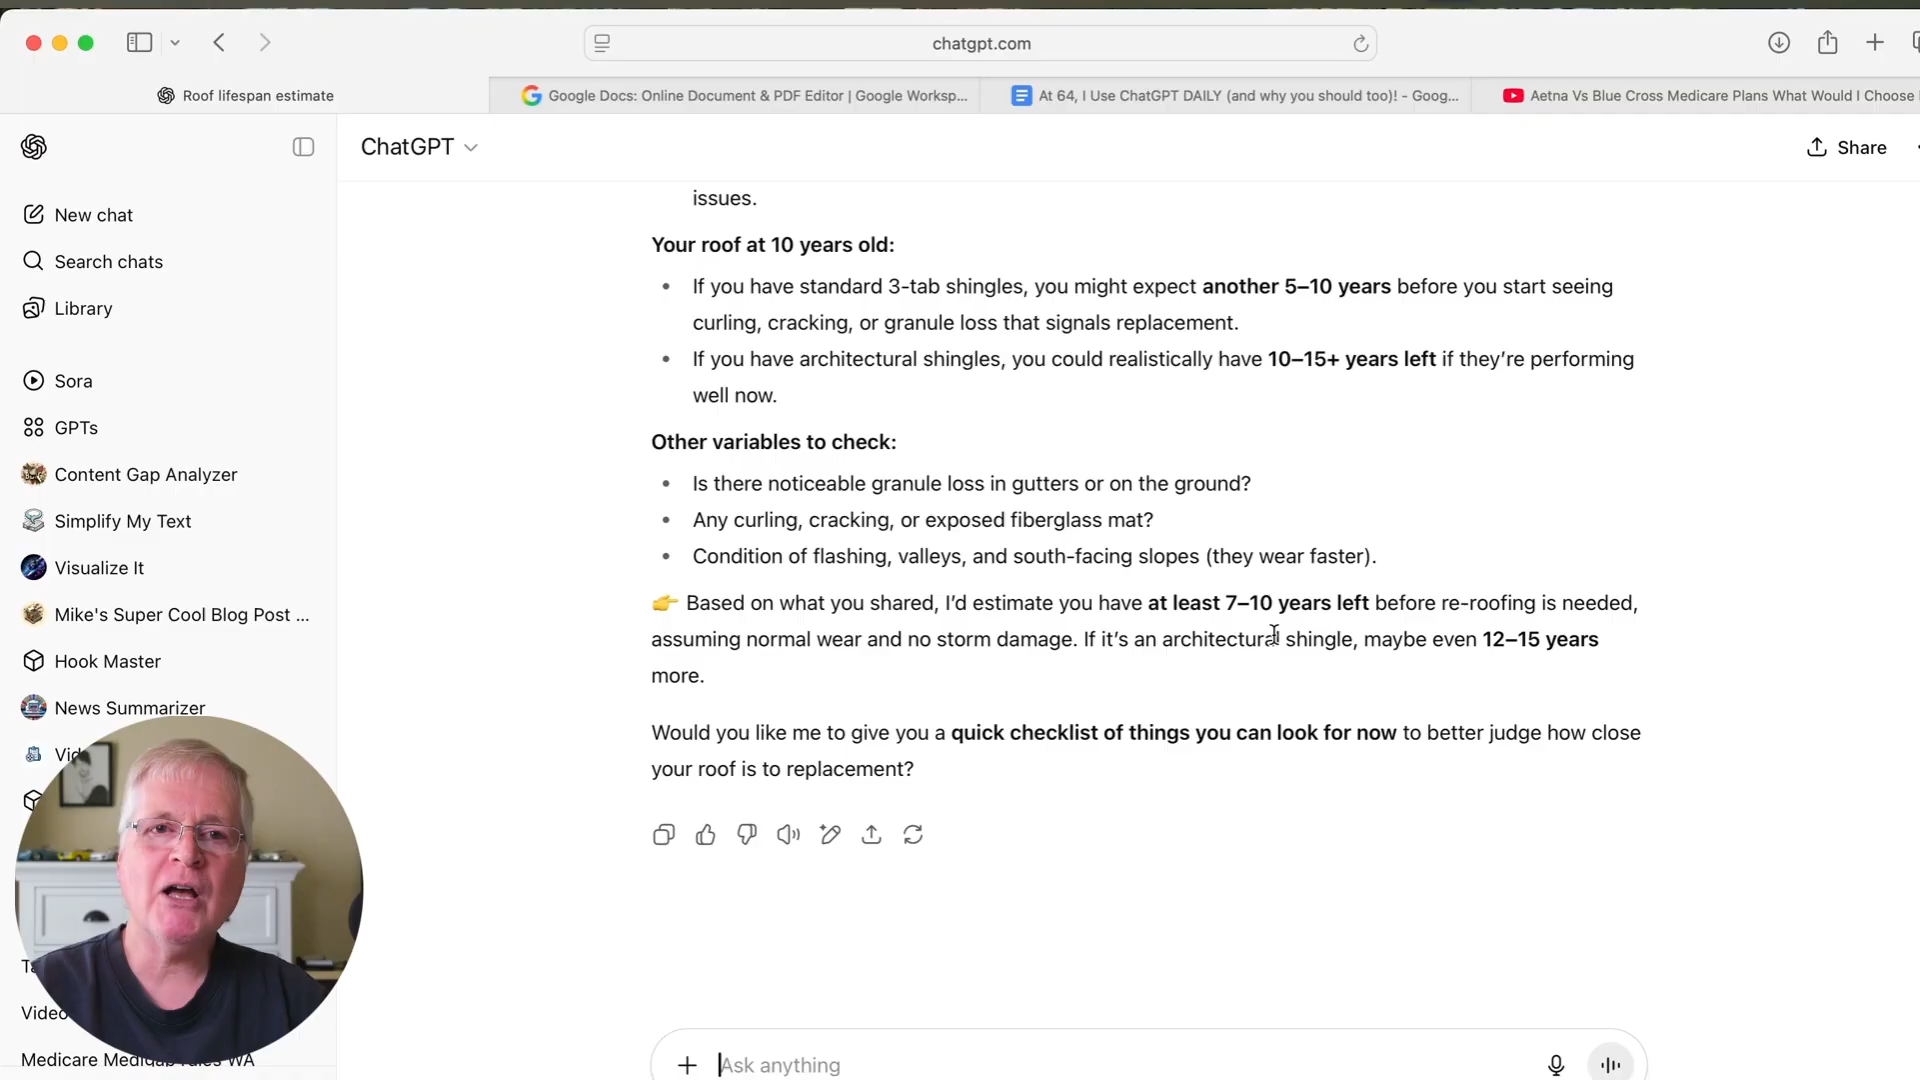 chatgpt.com
Roof lifespan estimate
Google Docs: Online Document & PDF Editor | Google Worksp...
At 64, I Use ChatGPT DAILY (and why you should too)! - Goog...
Aetna Vs Blue Cross Medicare Plans What Would I Choose
ChatGPT
Share
New chat
Search chats
Library
Sora
GPTs
Content Gap Analyzer
Simplify My Text
Visualize It
Mike's Super Cool Blog Post ...
Hook Master
News Summarizer
Video
Medicare Medigap Rules WA
issues.
Your roof at 10 years old:
If you have standard 3-tab shingles, you might expect another 5–10 years before you start seeing
curling, cracking, or granule loss that signals replacement.
If you have architectural shingles, you could realistically have 10–15+ years left if they're performing
well now.
Other variables to check:
Is there noticeable granule loss in gutters or on the ground?
Any curling, cracking, or exposed fiberglass mat?
Condition of flashing, valleys, and south-facing slopes (they wear faster).
👉 Based on what you shared, I'd estimate you have at least 7–10 years left before re-roofing is needed,
assuming normal wear and no storm damage. If it's an architectural shingle, maybe even 12–15 years
more.
Would you like me to give you a quick checklist of things you can look for now to better judge how close
your roof is to replacement?
Ask anything